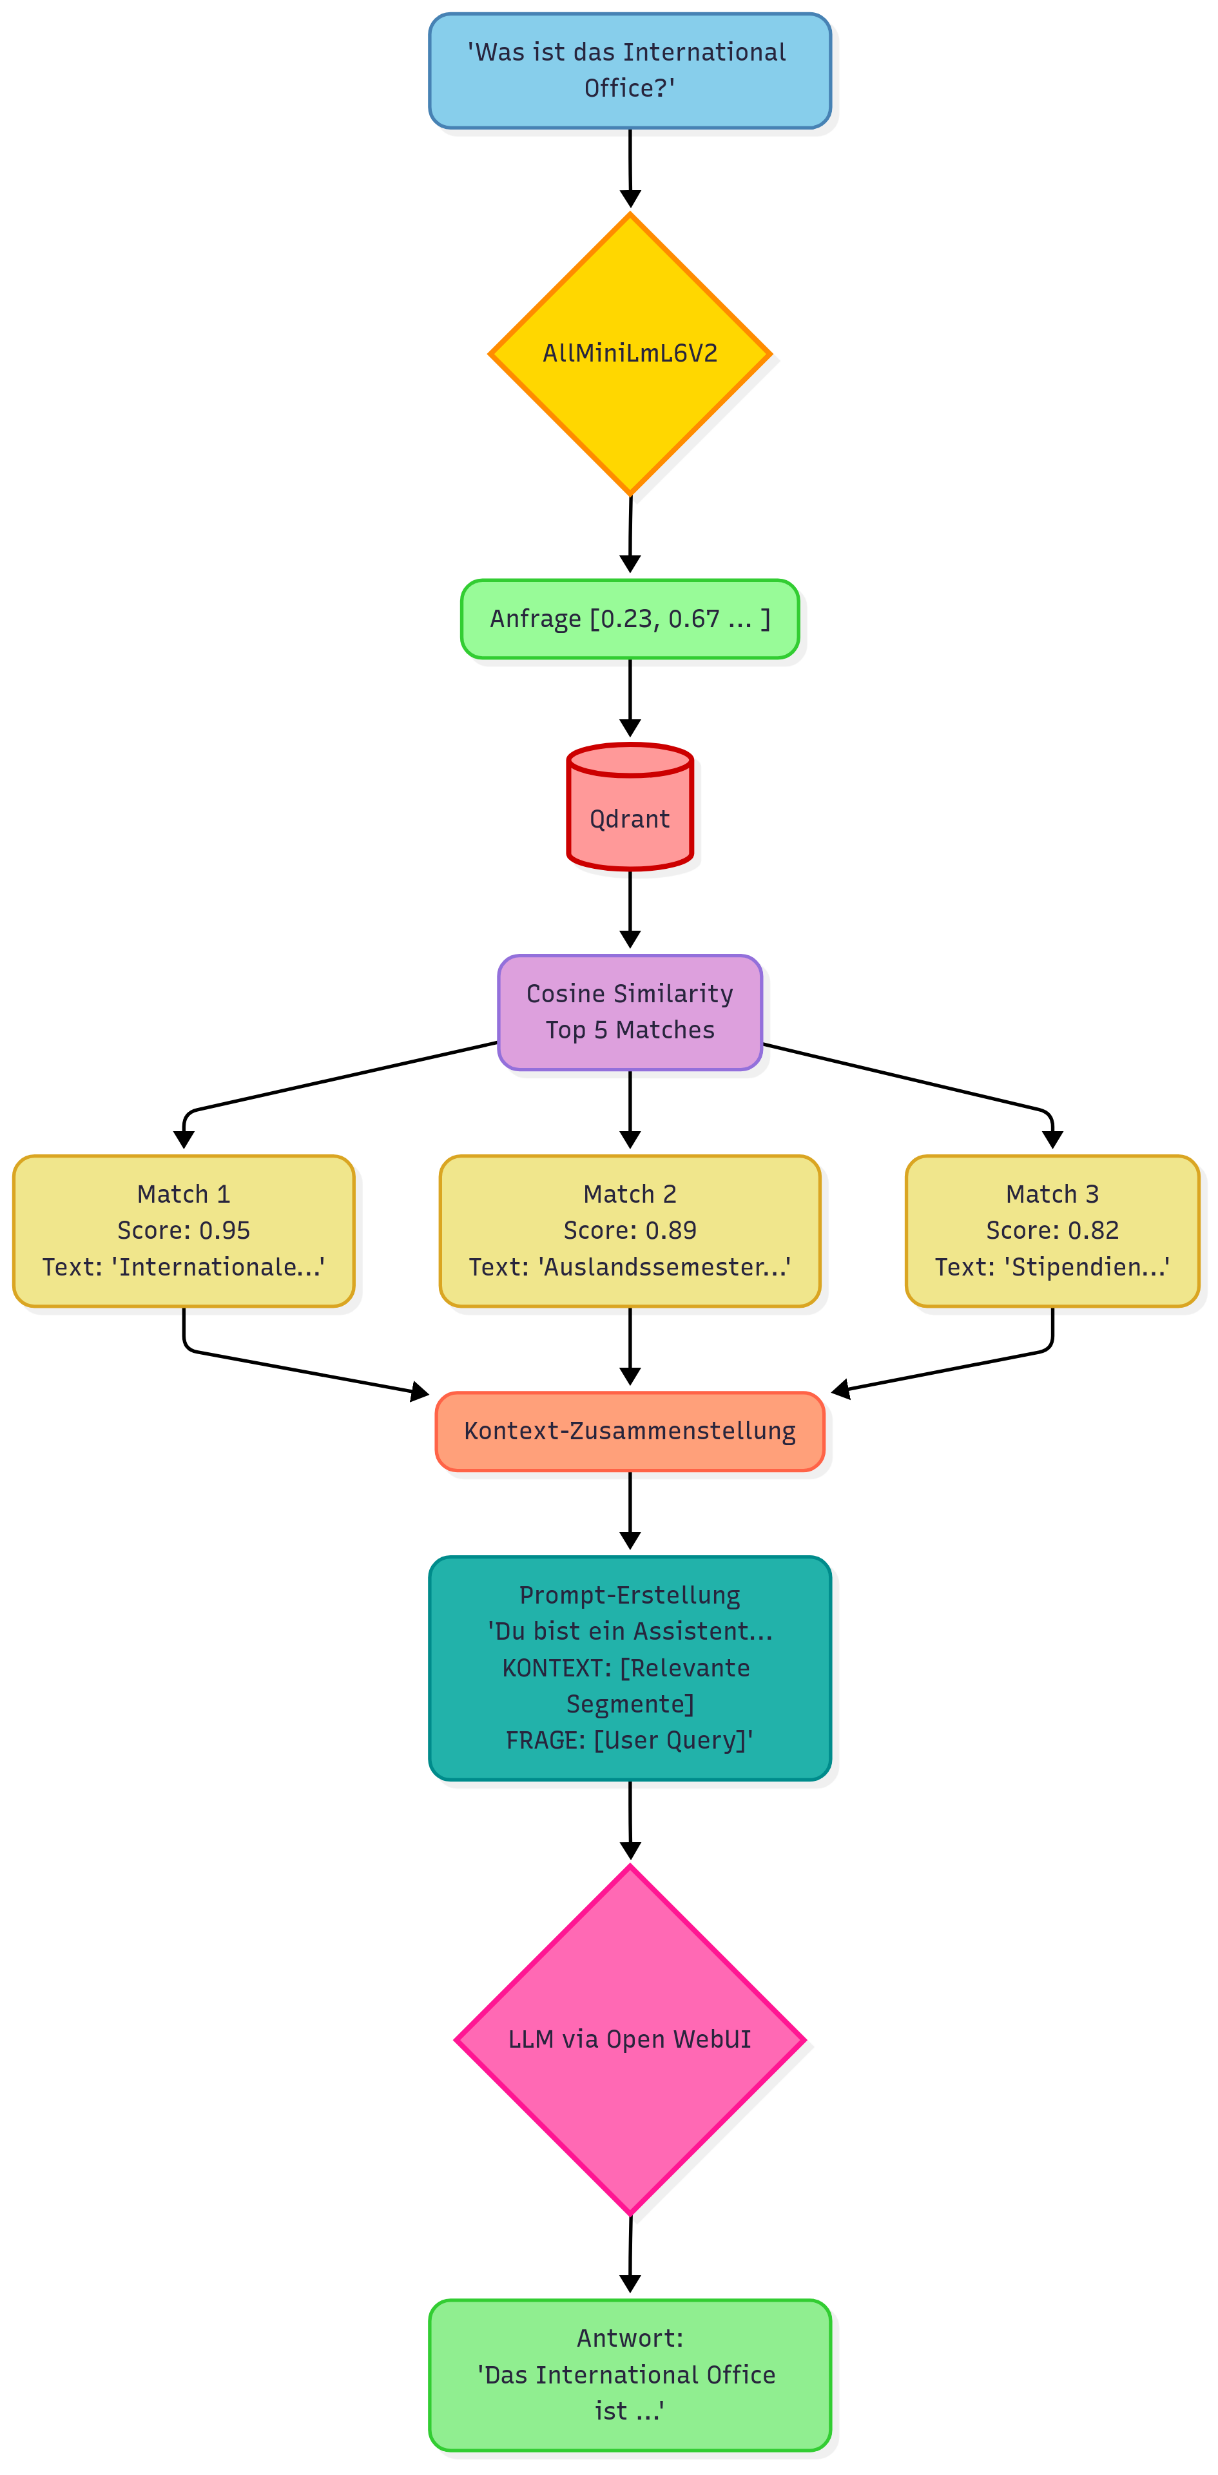 'Was ist das International
Office?'
AllMiniLmL6V2
Anfrage [0.23, 0.67 ... ]
Qdrant
Cosine Similarity
Top 5 Matches
Match 1
Score: 0.95
Text: 'Internationale...'
Match 2
Score: 0.89
Text: 'Auslandssemester...'
Match 3
Score: 0.82
Text: 'Stipendien...'
Kontext-Zusammenstellung
Prompt-Erstellung
'Du bist ein Assistent...
KONTEXT: [Relevante
Segmente]
FRAGE: [User Query]'
LLM via Open WebUI
Antwort:
'Das International Office
ist ...'